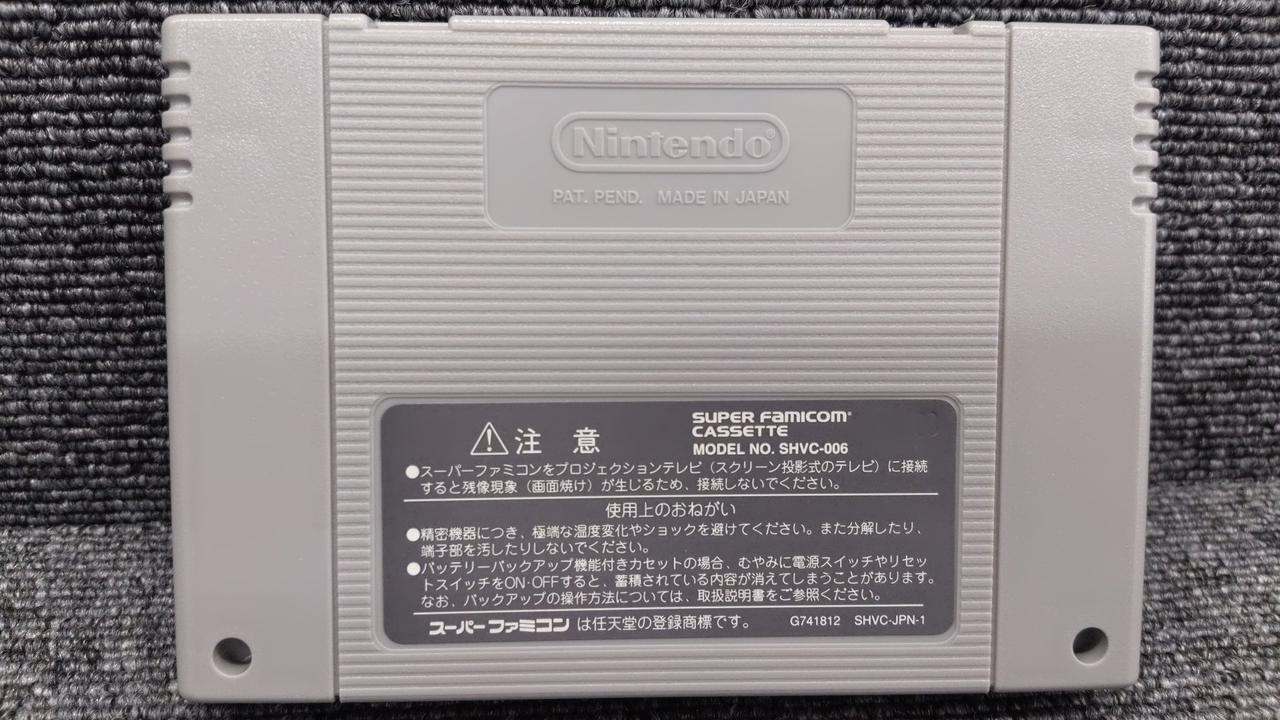 Nintendo®
PAT. PEND. MADE IN JAPAN
注 意
SUPER FAMICOM®
CASSETTE
MODEL NO. SHVC-006
●スーパーファミコンをプロジェクションテレビ（スクリーン投影式のテレビ）に接続
すると残像現象（画面焼け）が生じるため、接続しないでください。
使用上のおねがい
●精密機器につき、極端な温度変化やショックを避けてください。また分解したり、
端子部を汚したりしないでください。
●バッテリーバックアップ機能付きカセットの場合、むやみに電源スイッチやリセッ
トスイッチをON·OFFすると、蓄積されている内容が消えてしまうことがあります。
なお、バックアップの操作方法については、取扱説明書をご参照ください。
スーパーファミコン は任天堂の登録商標です。 G741812 SHVC-JPN-1